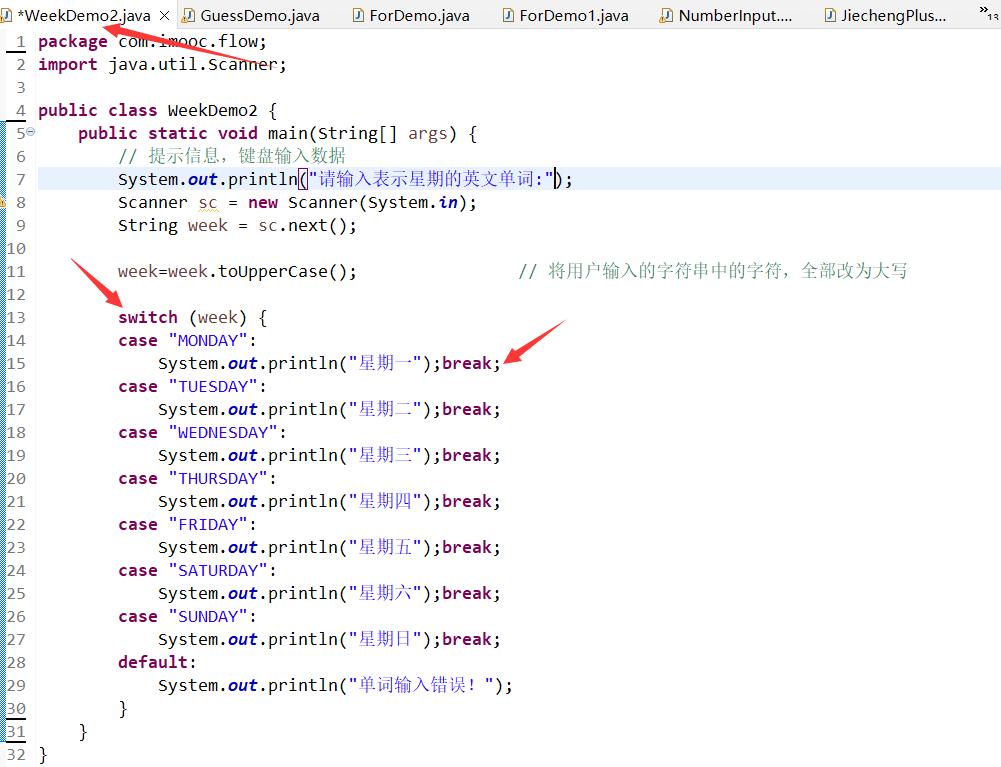 *WeekDemo2.java GuessDemo.java ForDemo.java ForDemo1.java NumberInput.... JiechengPlus... »13
1 package com.imooc.flow;
2 import java.util.Scanner;
3
4 public class WeekDemo2 {
5 public static void main(String[] args) {
6 // 提示信息，键盘输入数据
7 System.out.println("请输入表示星期的英文单词:");
8 Scanner sc = new Scanner(System.in);
9 String week = sc.next();
10
11 week=week.toUpperCase(); // 将用户输入的字符串中的字符，全部改为大写
12
13 switch (week) {
14 case "MONDAY":
15 System.out.println("星期一");break;
16 case "TUESDAY":
17 System.out.println("星期二");break;
18 case "WEDNESDAY":
19 System.out.println("星期三");break;
20 case "THURSDAY":
21 System.out.println("星期四");break;
22 case "FRIDAY":
23 System.out.println("星期五");break;
24 case "SATURDAY":
25 System.out.println("星期六");break;
26 case "SUNDAY":
27 System.out.println("星期日");break;
28 default:
29 System.out.println("单词输入错误！");
30 }
31 }
32 }